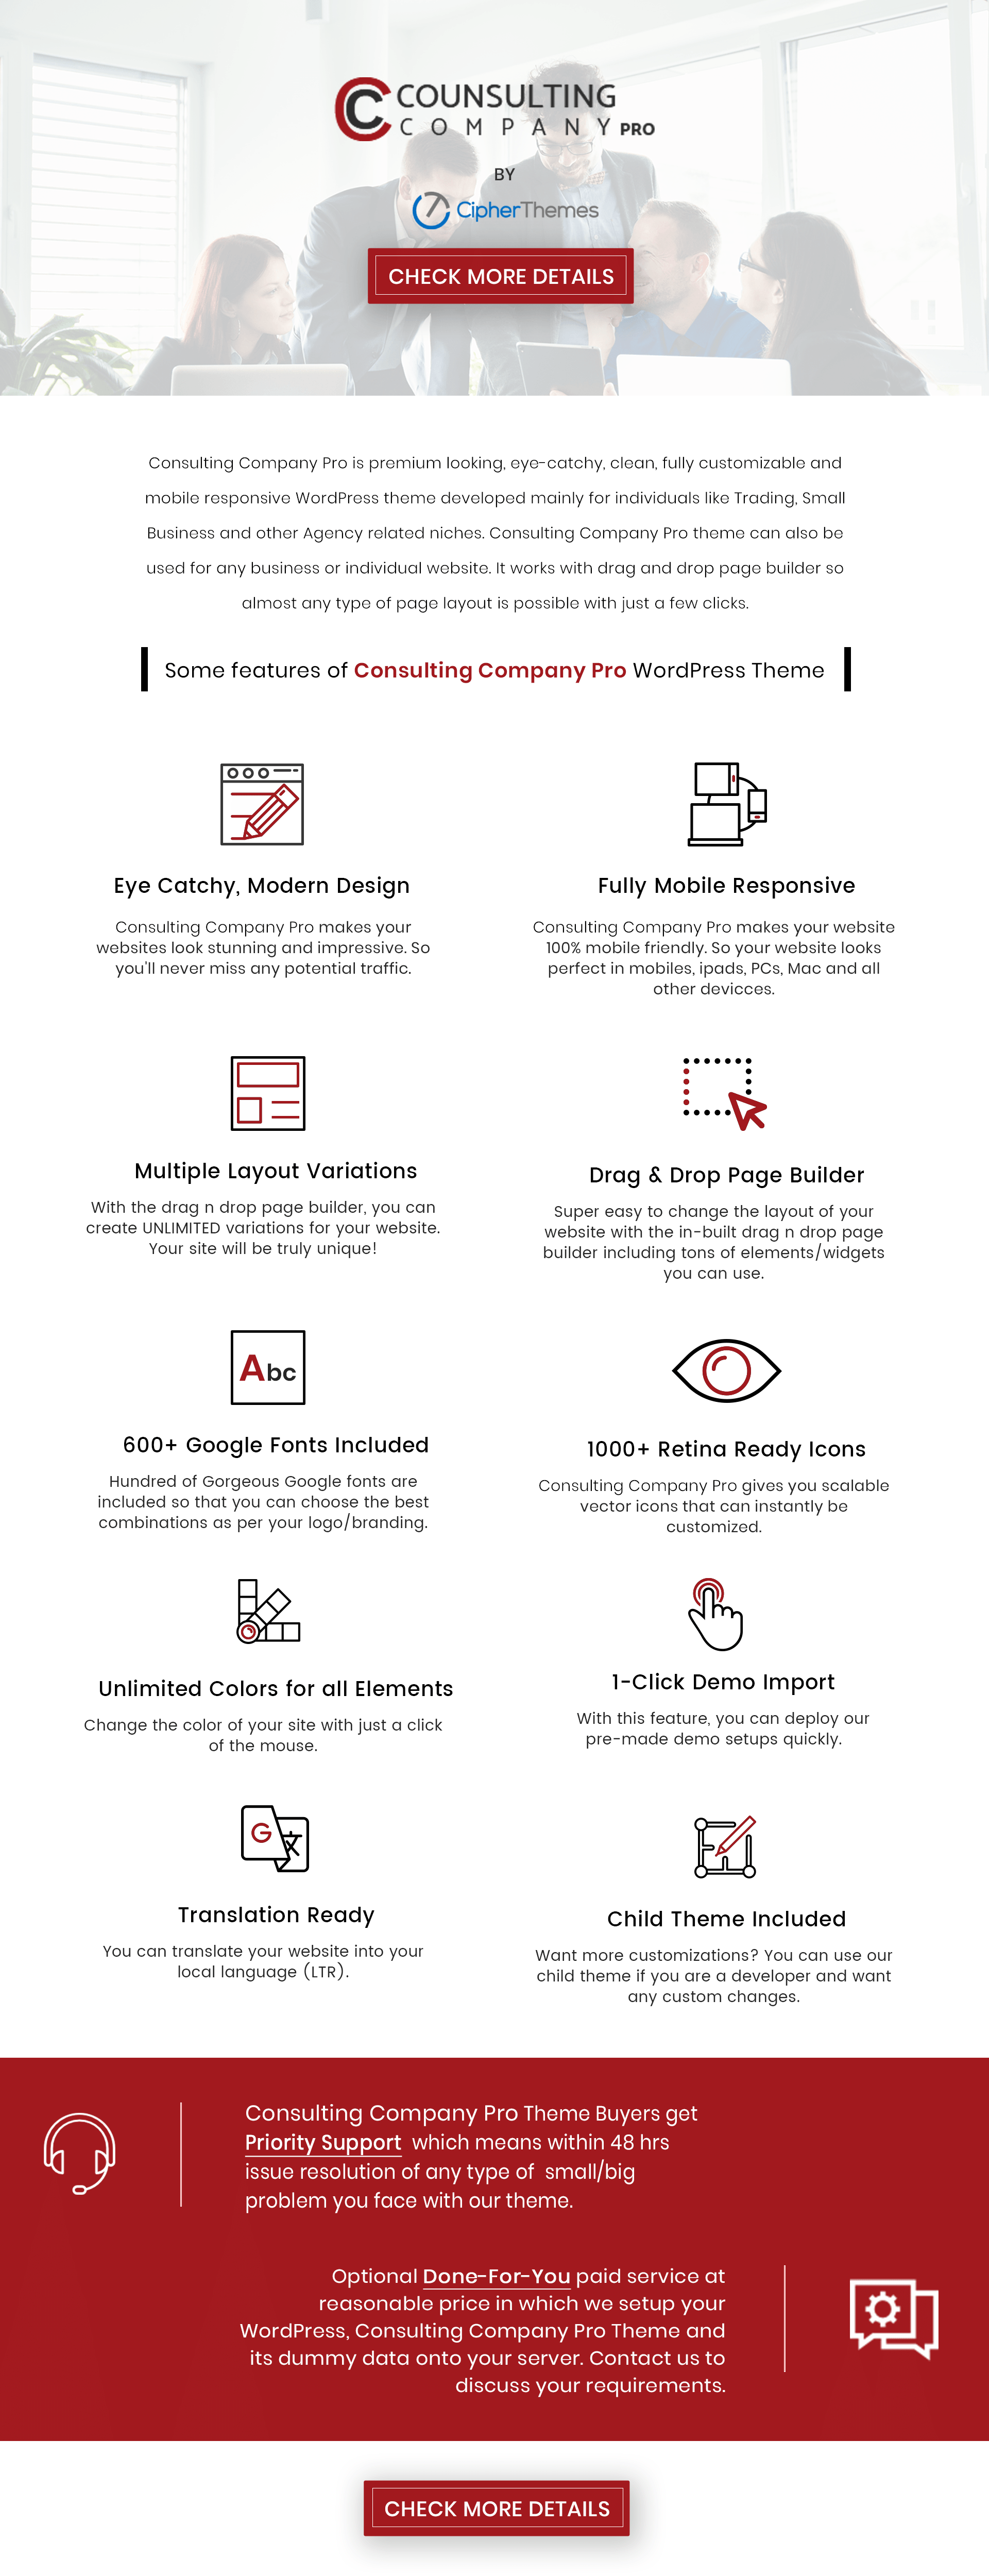 COUNSULTING
COMPANY PRO
BY
CipherThemes
CHECK MORE DETAILS
Consulting Company Pro is premium looking, eye-catchy, clean, fully customizable and
mobile responsive WordPress theme developed mainly for individuals like Trading, Small
Business and other Agency related niches. Consulting Company Pro theme can also be
used for any business or individual website. It works with drag and drop page builder so
almost any type of page layout is possible with just a few clicks.
Some features of Consulting Company Pro WordPress Theme
Eye Catchy, Modern Design
Consulting Company Pro makes your
websites look stunning and impressive. So
you'll never miss any potential traffic.
Fully Mobile Responsive
Consulting Company Pro makes your website
100% mobile friendly. So your website looks
perfect in mobiles, ipads, PCs, Mac and all
other devicces.
Multiple Layout Variations
With the drag n drop page builder, you can
create UNLIMITED variations for your website.
Your site will be truly unique!
Drag & Drop Page Builder
Super easy to change the layout of your
website with the in-built drag n drop page
builder including tons of elements/widgets
you can use.
Abc
600+ Google Fonts Included
Hundred of Gorgeous Google fonts are
included so that you can choose the best
combinations as per your logo/branding.
1000+ Retina Ready Icons
Consulting Company Pro gives you scalable
vector icons that can instantly be
customized.
Unlimited Colors for all Elements
Change the color of your site with just a click
of the mouse.
1-Click Demo Import
With this feature, you can deploy our
pre-made demo setups quickly.
G 文
Translation Ready
You can translate your website into your
local language (LTR).
Child Theme Included
Want more customizations? You can use our
child theme if you are a developer and want
any custom changes.
Consulting Company Pro Theme Buyers get
Priority Support which means within 48 hrs
issue resolution of any type of small/big
problem you face with our theme.
Optional Done-For-You paid service at
reasonable price in which we setup your
WordPress, Consulting Company Pro Theme and
its dummy data onto your server. Contact us to
discuss your requirements.
CHECK MORE DETAILS